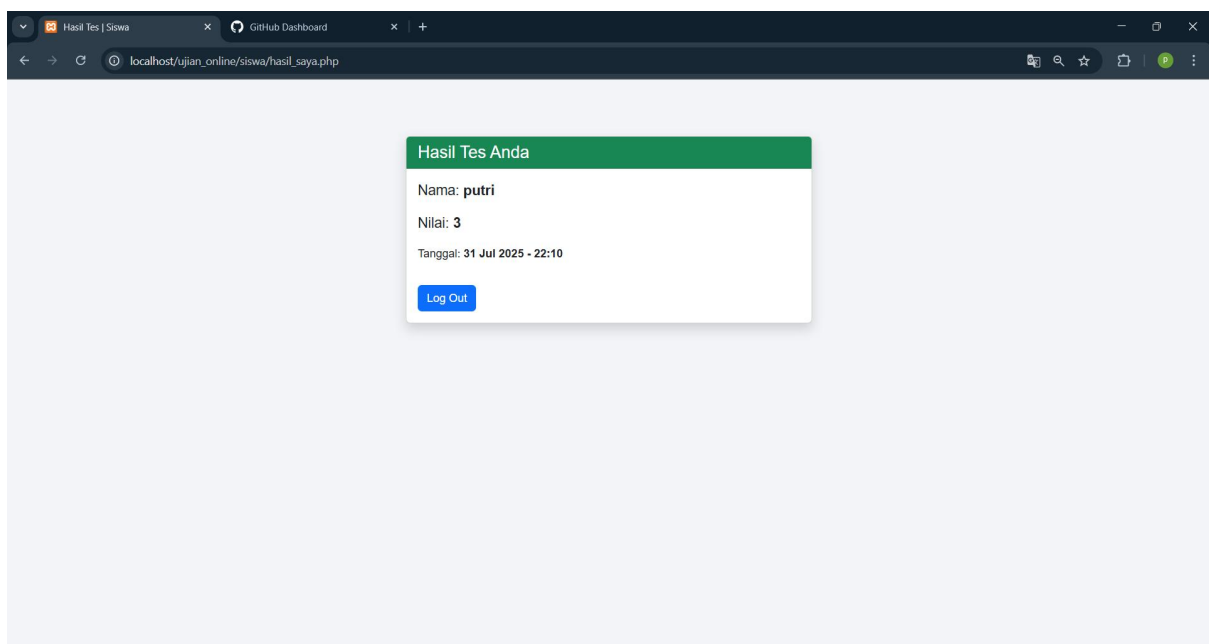 Hasil Tes | Siswa
GitHub Dashboard
localhost/ujian_online/siswa/hasil_saya.php
P
Hasil Tes Anda
Nama: putri
Nilai: 3
Tanggal: 31 Jul 2025 - 22:10
Log Out